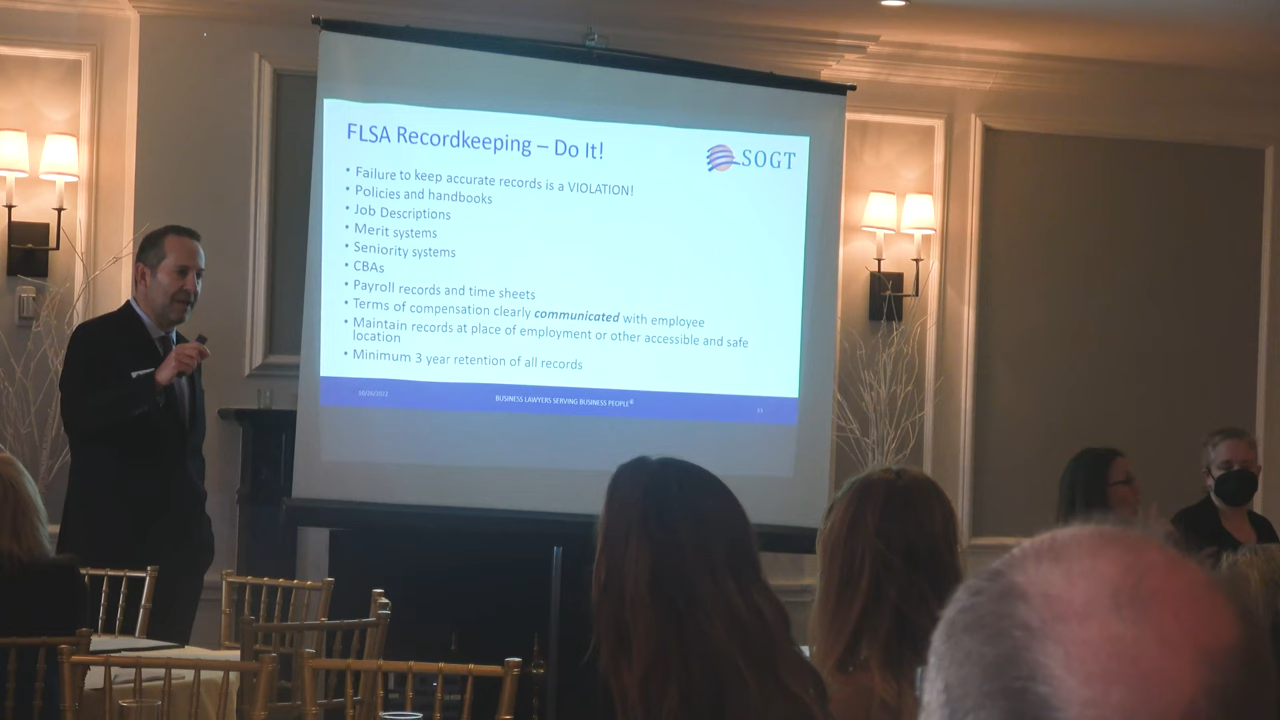 FLSA Recordkeeping – Do It!
SOGT
• Failure to keep accurate records is a VIOLATION!
• Policies and handbooks
• Job Descriptions
• Merit systems
• Seniority systems
• CBAs
• Payroll records and time sheets
• Terms of compensation clearly communicated with employee
• Maintain records at place of employment or other accessible and safe
location
• Minimum 3 year retention of all records
BUSINESS LAWYERS SERVING BUSINESS PEOPLE®